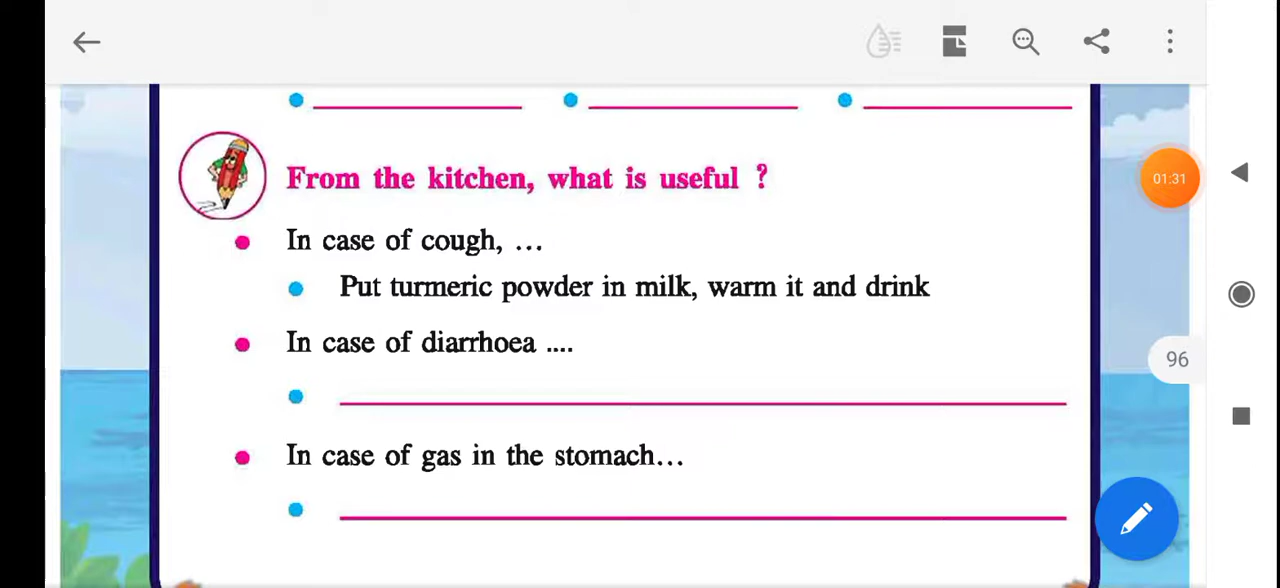 From the kitchen, what is useful ?
In case of cough, ...
Put turmeric powder in milk, warm it and drink
In case of diarrhoea ....
In case of gas in the stomach...
01:31
96